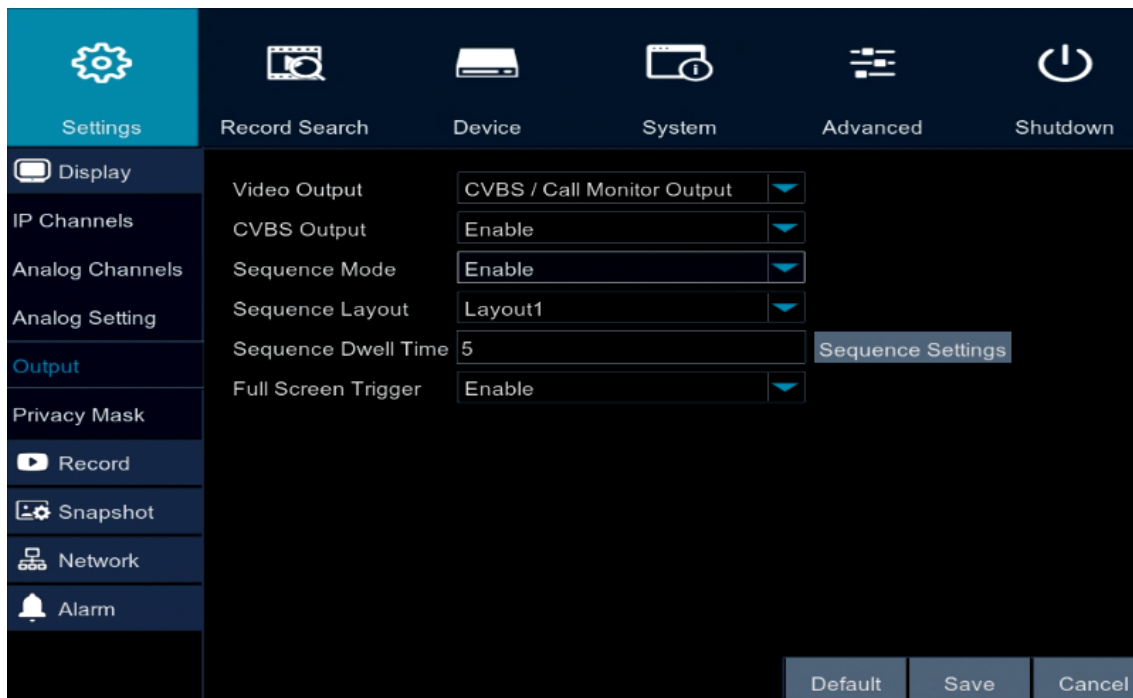 Settings
Record Search
Device
System
Advanced
Shutdown
Display
IP Channels
Analog Channels
Analog Setting
Output
Privacy Mask
Record
Snapshot
Network
Alarm
Video Output CVBS / Call Monitor Output
CVBS Output Enable
Sequence Mode Enable
Sequence Layout Layout1
Sequence Dwell Time 5 Sequence Settings
Full Screen Trigger Enable
Default
Save
Cancel